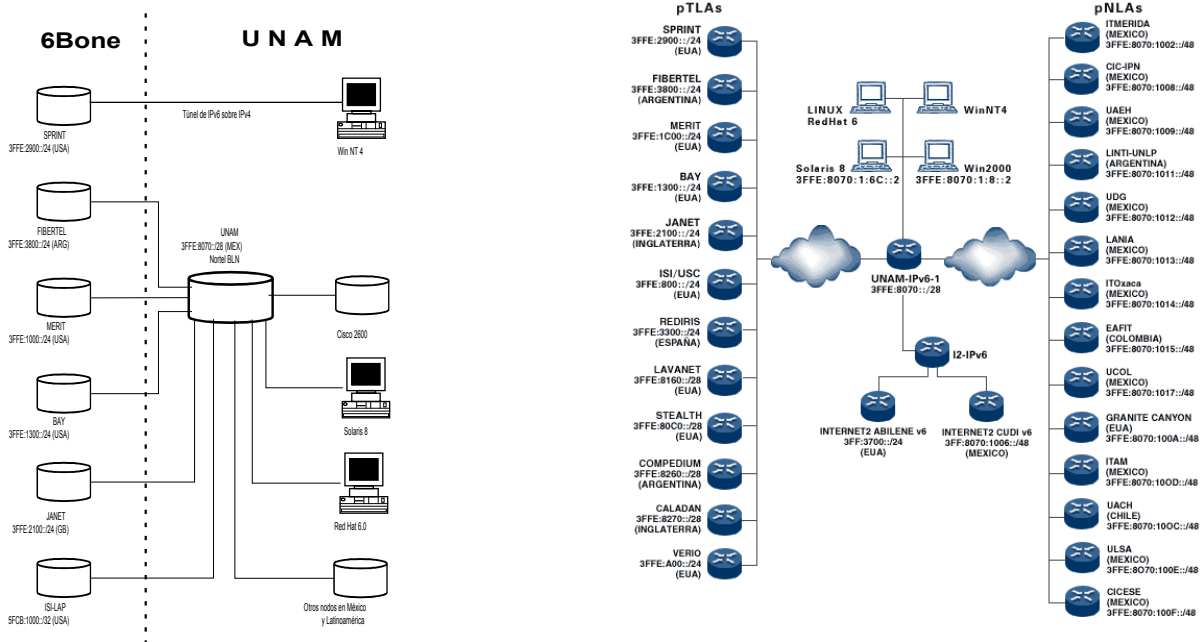 6Bone
U N A M
Túnel de IPv6 sobre IPv4
SPRINT
3FFE:2900::/24 (USA)
Win NT 4
FIBERTEL
3FFE:3800::/24 (ARG)
UNAM
3FFE:8070::/28 (MEX)
Nortel BLN
MERIT
3FFE:1000::/24 (USA)
Cisco 2600
BAY
3FFE:1300::/24 (USA)
Solaris 8
JANET
3FFE:2100::/24 (GB)
Red Hat 6.0
ISI-LAP
5FCB:1000::/32 (USA)
Otros nodos en México
y Latinoamérica
pTLAs
SPRINT
3FFE:2900::/24
(EUA)
FIBERTEL
3FFE:3800::/24
(ARGENTINA)
MERIT
3FFE:1C00::/24
(EUA)
BAY
3FFE:1300::/24
(EUA)
JANET
3FFE:2100::/24
(INGLATERRA)
ISI/USC
3FFE:800::/24
(EUA)
REDIRIS
3FFE:3300::/24
(ESPAÑA)
LAVANET
3FFE:8160::/28
(EUA)
STEALTH
3FFE:80C0::/28
(EUA)
COMPEDIUM
3FFE:8260::/28
(ARGENTINA)
CALADAN
3FFE:8270::/28
(INGLATERRA)
VERIO
3FFE:A00::/24
(EUA)
LINUX
RedHat 6
WinNT4
Solaris 8
3FFE:8070:1:6C::2
Win2000
3FFE:8070:1:8::2
UNAM-IPv6-1
3FFE:8070::/28
I2-IPv6
INTERNET2 ABILENE v6
3FF:3700::/24
(EUA)
INTERNET2 CUDI v6
3FF:8070:1006::/48
(MEXICO)
pNLAs
ITMERIDA
(MEXICO)
3FFE:8070:1002::/48
CIC-IPN
(MEXICO)
3FFE:8070:1008::/48
UAEH
(MEXICO)
3FFE:8070:1009::/48
LINTI-UNLP
(ARGENTINA)
3FFE:8070:1011::/48
UDG
(MEXICO)
3FFE:8070:1012::/48
LANIA
(MEXICO)
3FFE:8070:1013::/48
ITOxaca
(MEXICO)
3FFE:8070:1014::/48
EAFIT
(COLOMBIA)
3FFE:8070:1015::/48
UCOL
(MEXICO)
3FFE:8070:1017::/48
GRANITE CANYON
(EUA)
3FFE:8070:100A::/48
ITAM
(MEXICO)
3FFE:8070:10OD::/48
UACH
(CHILE)
3FFE:8070:10OC::/48
ULSA
(MEXICO)
3FFE:8O70:100E::/48
CICESE
(MEXICO)
3FFE:8070:100F::/48